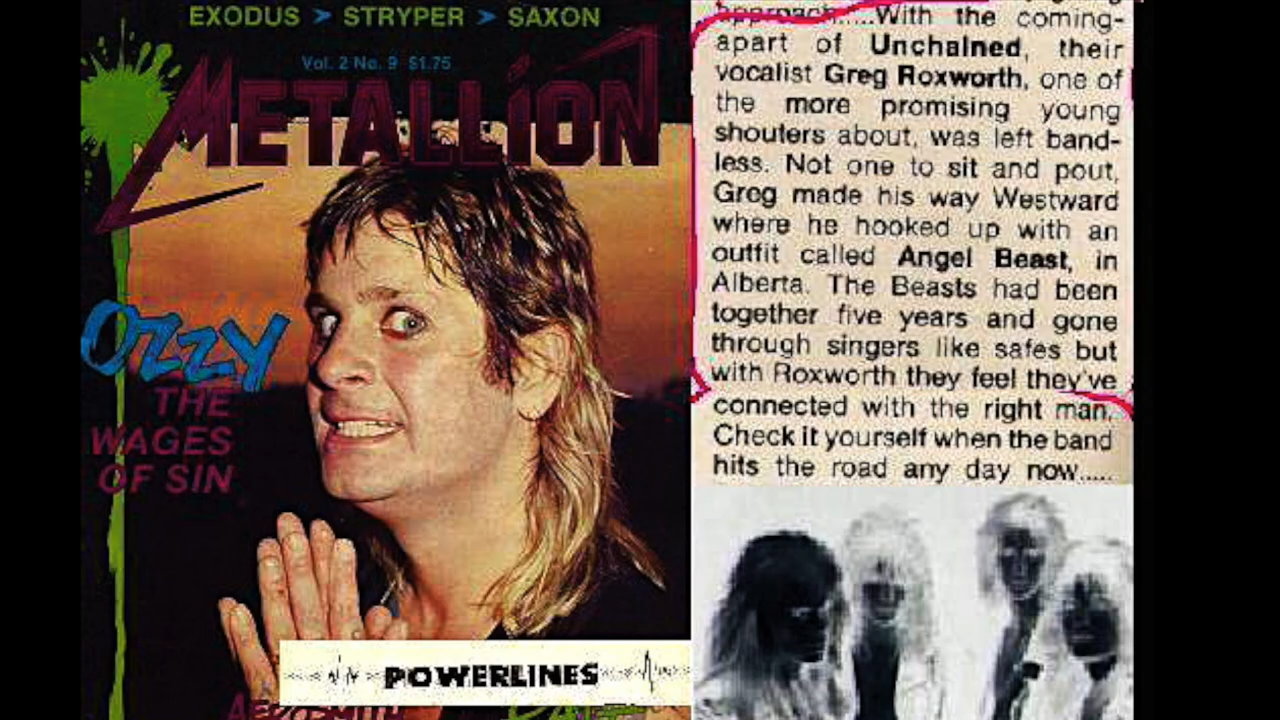 EXODUS > STRYPER > SAXON
Vol. 2 No. 9 $1.75
METALLION
OZZY
THE
WAGES
OF SIN
POWERLINES
AEROSMITH
approach.....With the coming-
apart of Unchained, their
vocalist Greg Roxworth, one of
the more promising young
shouters about, was left band-
less. Not one to sit and pout,
Greg made his way Westward
where he hooked up with an
outfit called Angel Beast, in
Alberta. The Beasts had been
together five years and gone
through singers like safes but
with Roxworth they feel they've
connected with the right man.
Check it yourself when the band
hits the road any day now.....